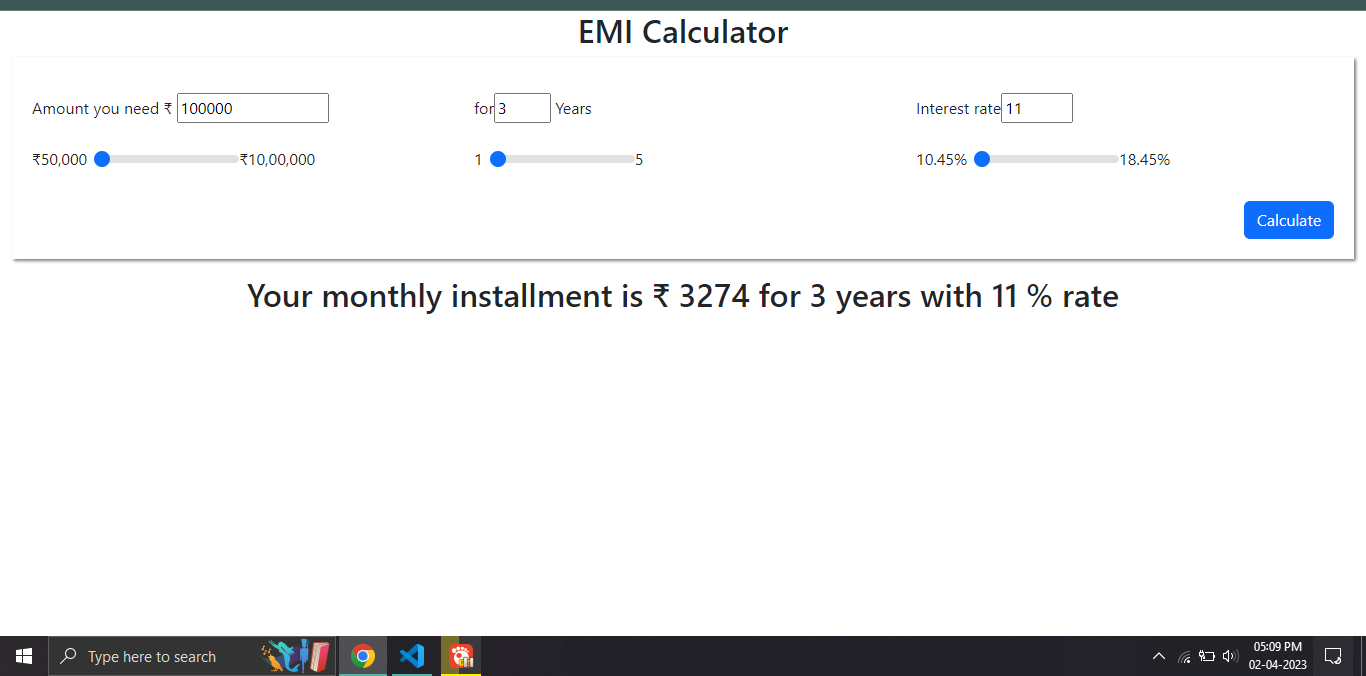 EMI Calculator
Amount you need ₹ 100000 for 3 Years Interest rate 11
₹50,000 ₹10,00,000 1 5 10.45% 18.45%
Calculate
Your monthly installment is ₹ 3274 for 3 years with 11 % rate
Type here to search
05:09 PM
02-04-2023